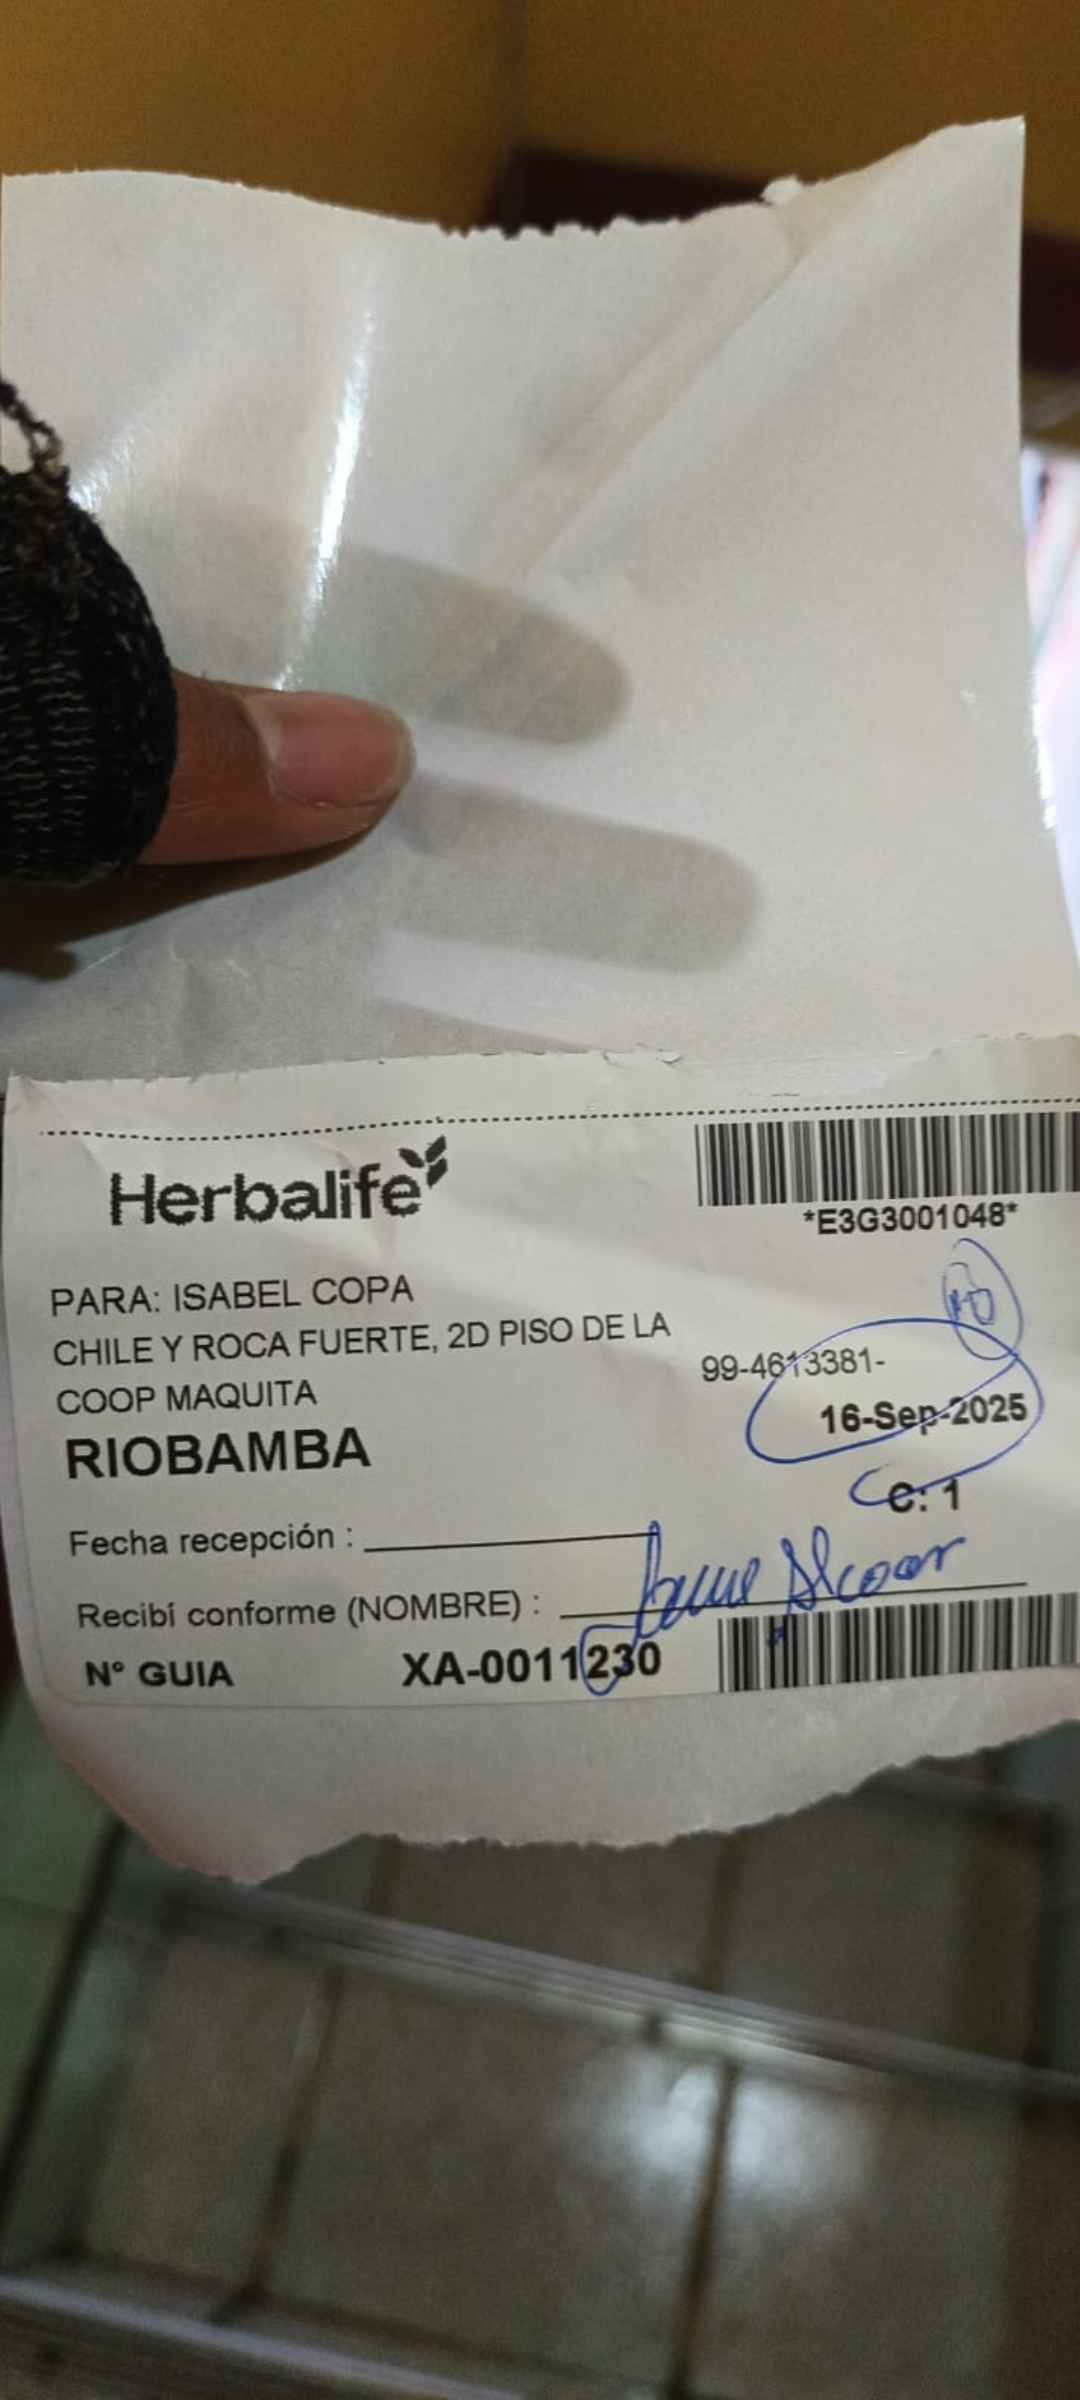 Herbalife
*E3G3001048*
PARA: ISABEL COPA
CHILE Y ROCA FUERTE, 2D PISO DE LA
COOP MAQUITA
99-4613381-
16-Sep-2025
RIOBAMBA
C: 1
Fecha recepción :
Recibí conforme (NOMBRE) :
N° GUIA XA-0011230